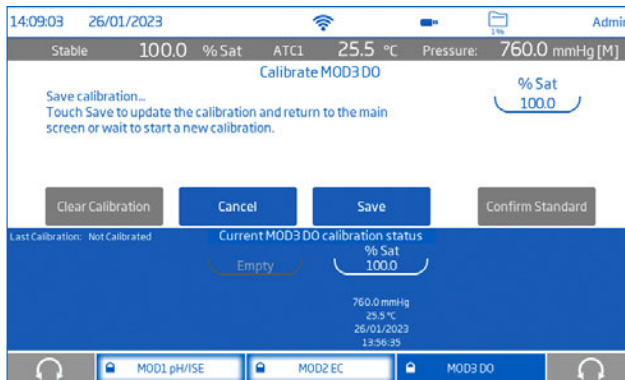 14:09:03 26/01/2023 1% Admin
Stable 100.0 % Sat ATC1 25.5 °C Pressure: 760.0 mmHg [M]
Calibrate MOD3 DO
% Sat
100.0
Save calibration...
Touch Save to update the calibration and return to the main
screen or wait to start a new calibration.
Clear Calibration Cancel Save Confirm Standard
Last Calibration: Not Calibrated Current MOD3 DO calibration status
% Sat
Empty 100.0
760.0 mmHg
25.5 °C
26/01/2023
13:56:35
MOD1 pH/ISE MOD2 EC MOD3 DO